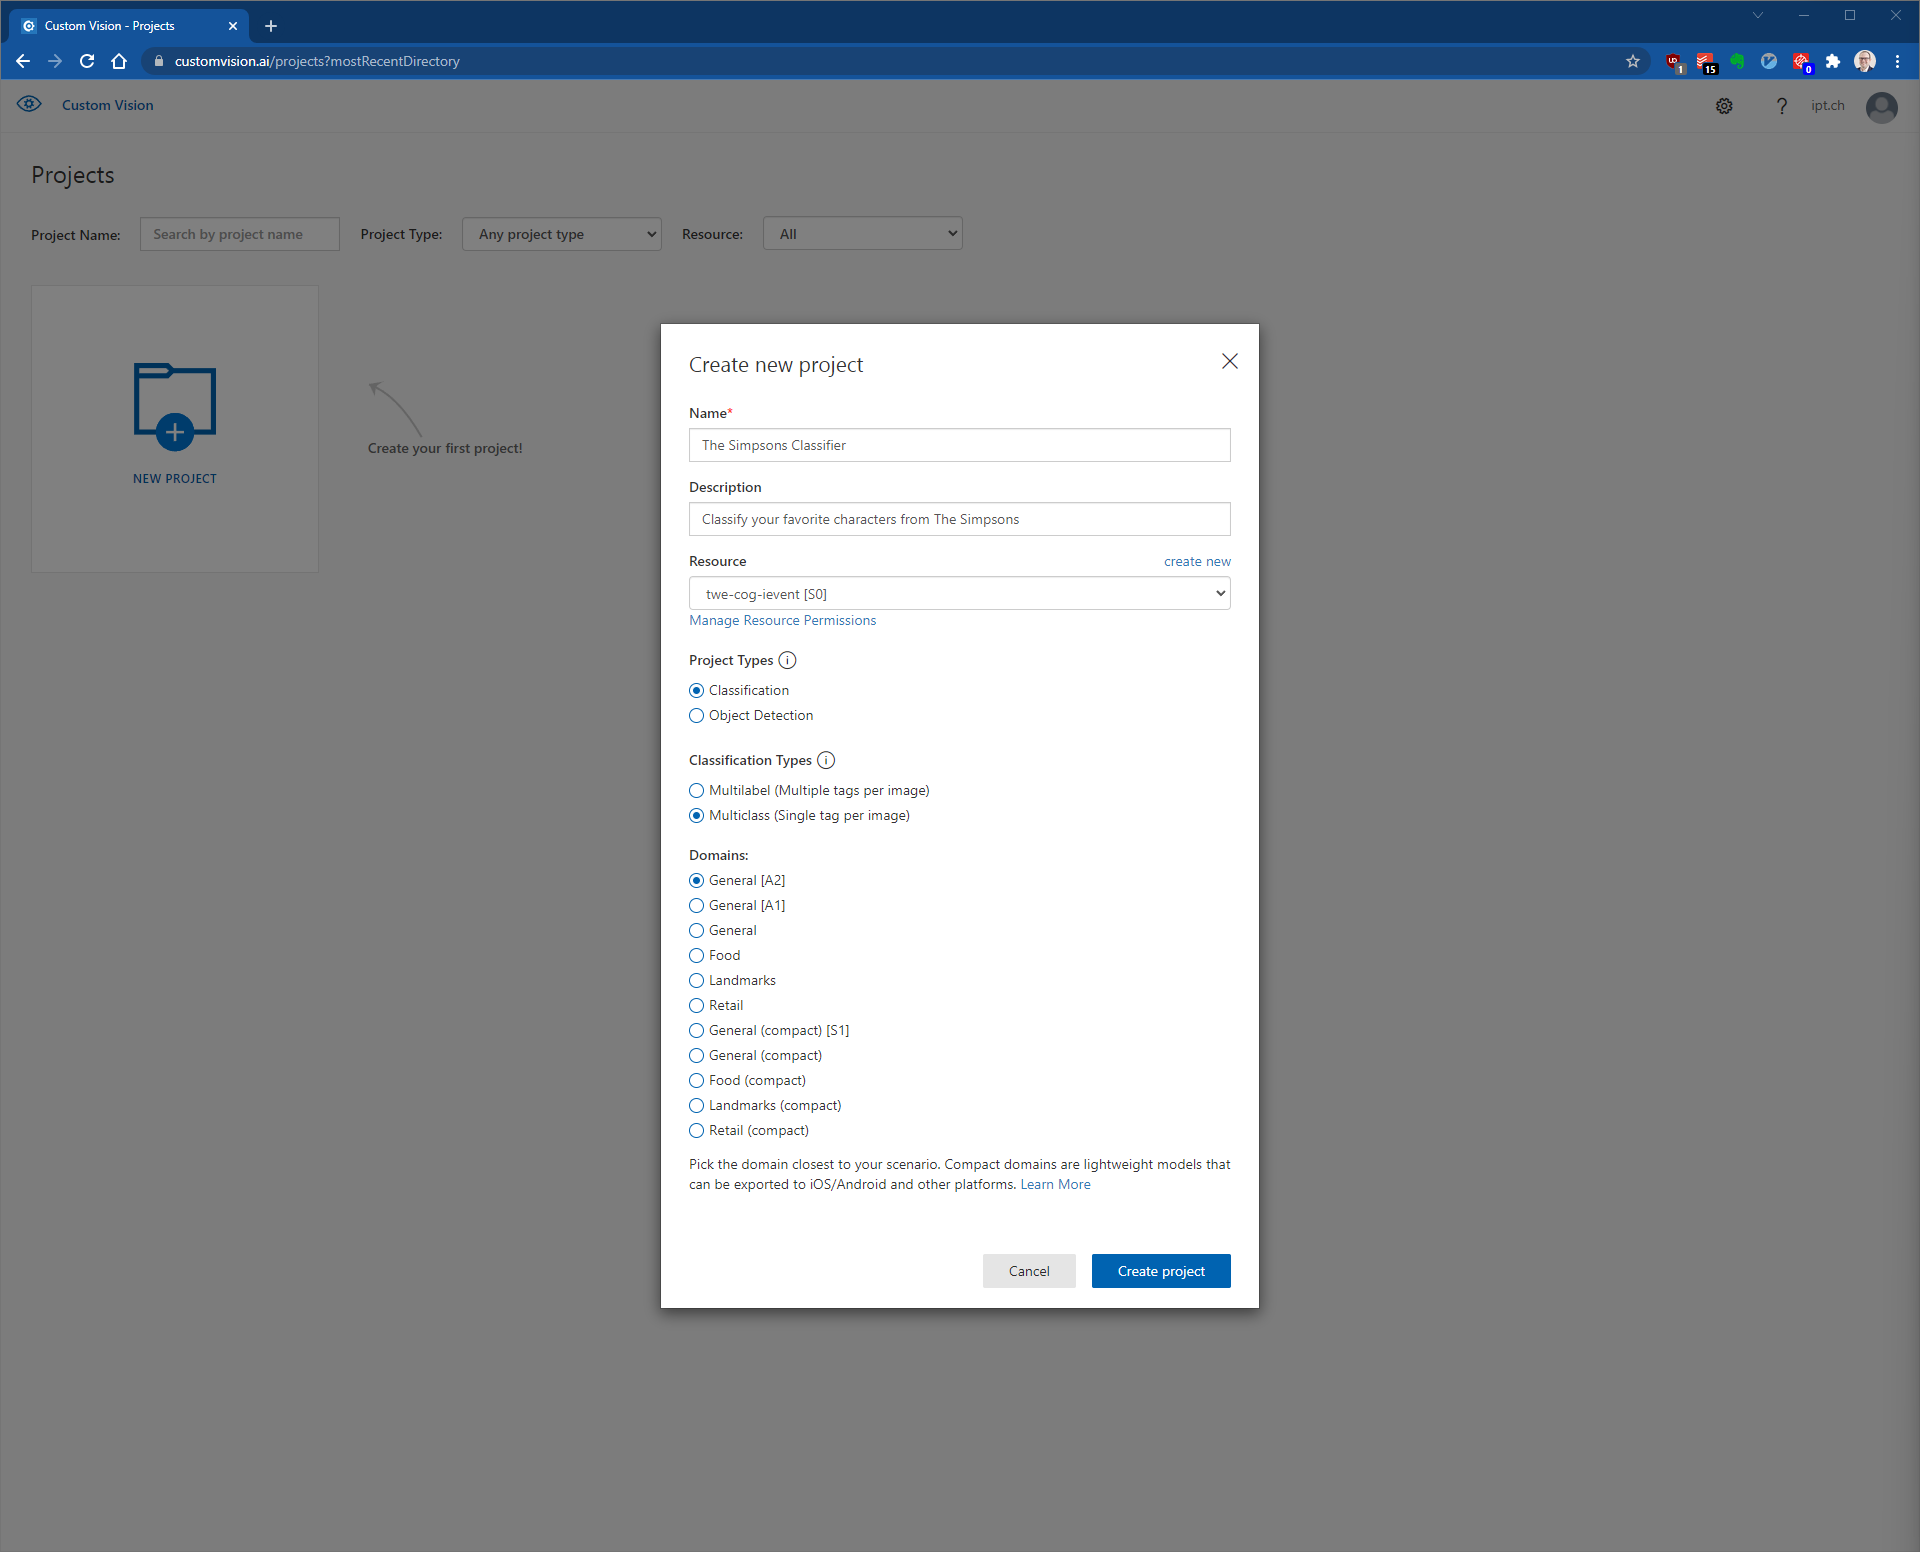 Custom Vision - Projects
customvision.ai/projects?mostRecentDirectory
1
15
0
Custom Vision
? ipt.ch
Projects
Project Name: Search by project name Project Type: Any project type Resource: All
Create your first project!
NEW PROJECT
Create new project
Name*
The Simpsons Classifier
Description
Classify your favorite characters from The Simpsons
Resource create new
twe-cog-ievent [S0]
Manage Resource Permissions
Project Types i
Classification
Object Detection
Classification Types i
Multilabel (Multiple tags per image)
Multiclass (Single tag per image)
Domains:
General [A2]
General [A1]
General
Food
Landmarks
Retail
General (compact) [S1]
General (compact)
Food (compact)
Landmarks (compact)
Retail (compact)
Pick the domain closest to your scenario. Compact domains are lightweight models that
can be exported to iOS/Android and other platforms. Learn More
Cancel Create project